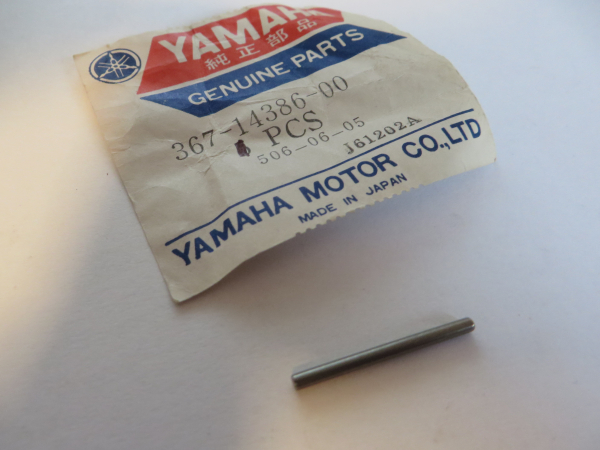 YAMAHA
純正部品
GENUINE PARTS
367-14386-00
PCS
506-06-05 J61202A
YAMAHA MOTOR CO.,LTD
MADE IN JAPAN